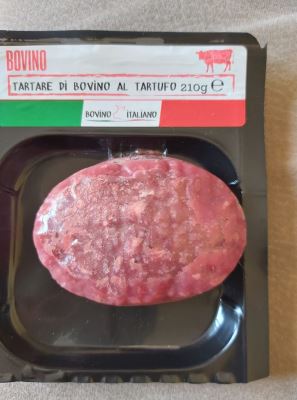 BOVINO
TARTARE DI BOVINO AL TARTUFO 210g ℮
BOVINO ITALIANO